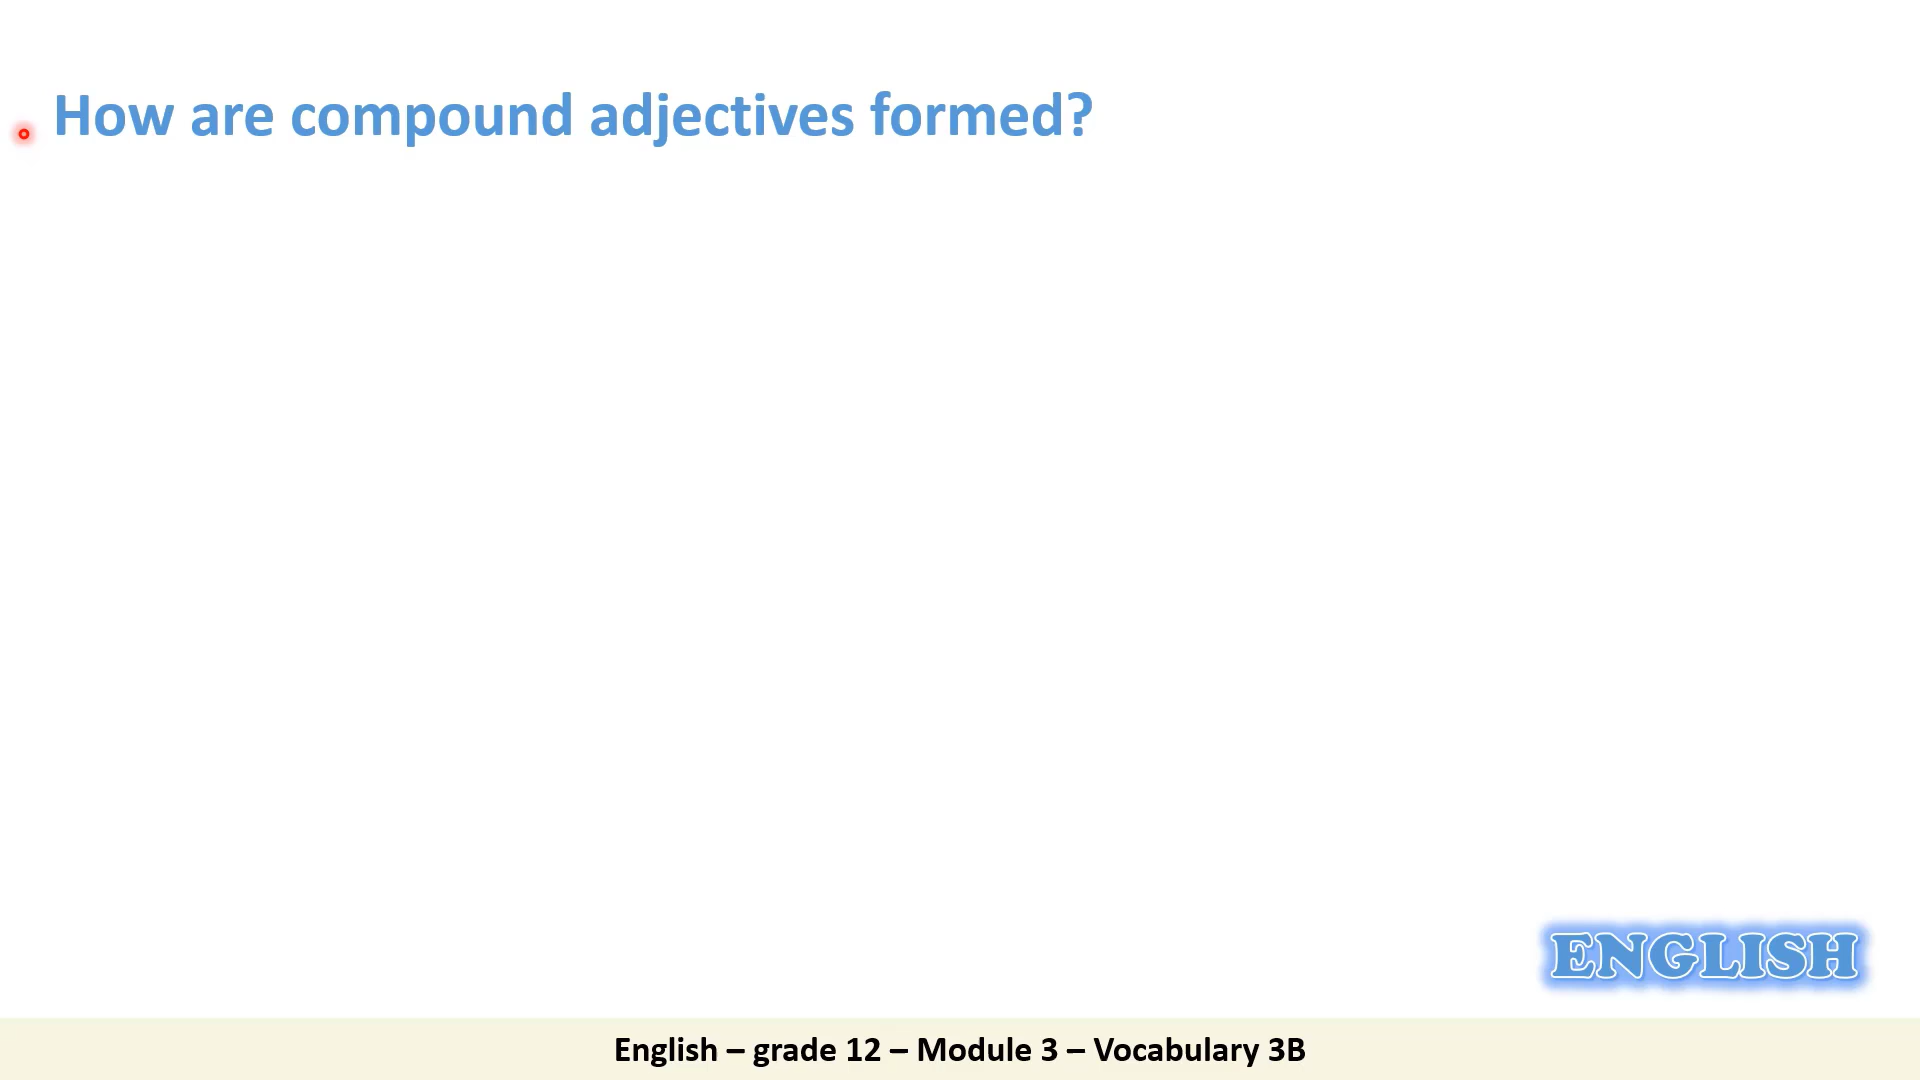 How are compound adjectives formed?
ENGLISH
English – grade 12 – Module 3 – Vocabulary 3B